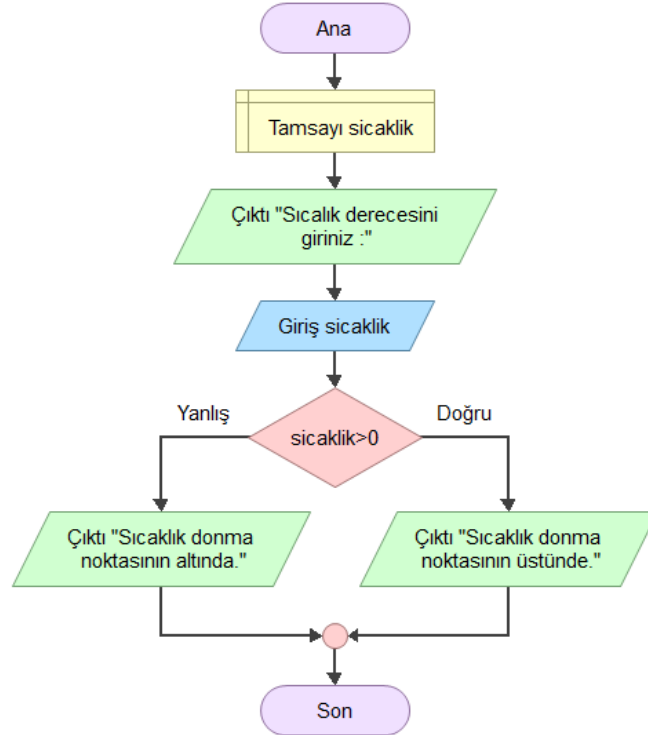 Ana
Tamsayı sicaklik
Çıktı "Sıcalık derecesini
giriniz :"
Giriş sicaklik
Yanlış
Doğru
sicaklik>0
Çıktı "Sıcaklık donma
noktasının altında."
Çıktı "Sıcaklık donma
noktasının üstünde."
Son